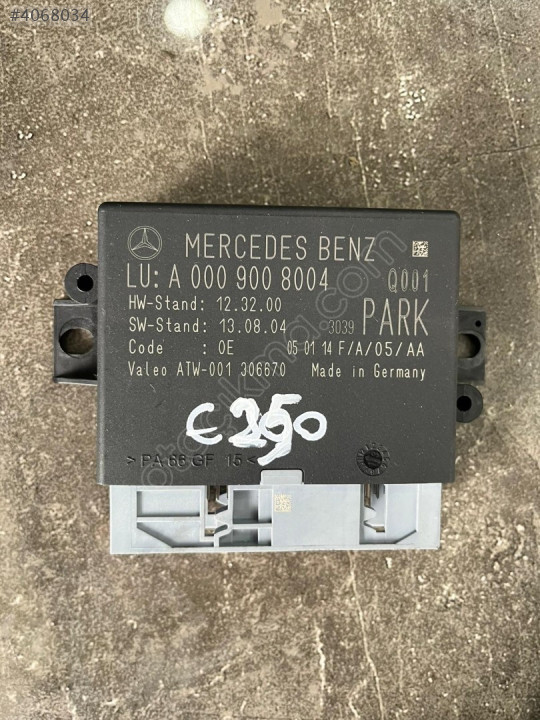 #4068034
MERCEDES BENZ
LU: A 000 900 8004 Q001
HW-Stand: 12.32.00
SW-Stand: 13.08.04 3039 PARK
Code : 0E 05 01 14 F/A/05/AA
Valeo ATW-001 306670 Made in Germany
C250
>PA 66 GF 15<